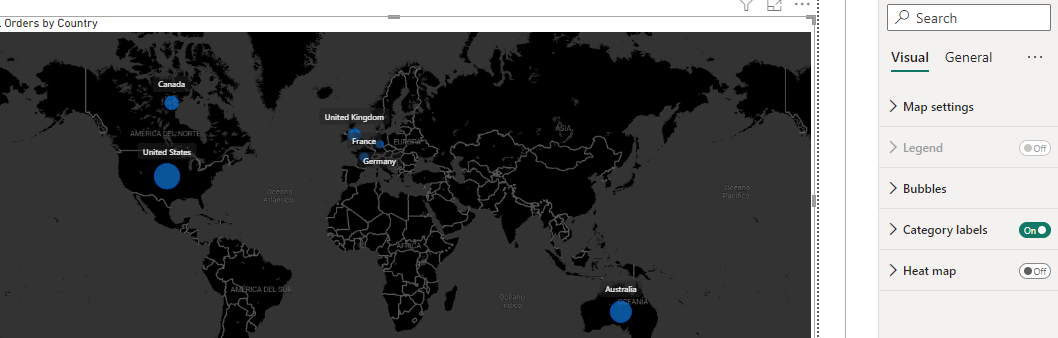 Orders by Country
Search
Visual General
Map settings
Legend Off
Bubbles
Category labels On
Heat map Off
Canada
United Kingdom
AMÉRICA DEL NORTE
France
EUROPA
ASIA
United States
Germany
Océano
Atlántico
Océano
Pacífico
ÁFRICA
AMÉRICA DEL SUR
Océano
Índico
Australia
OCEANÍA